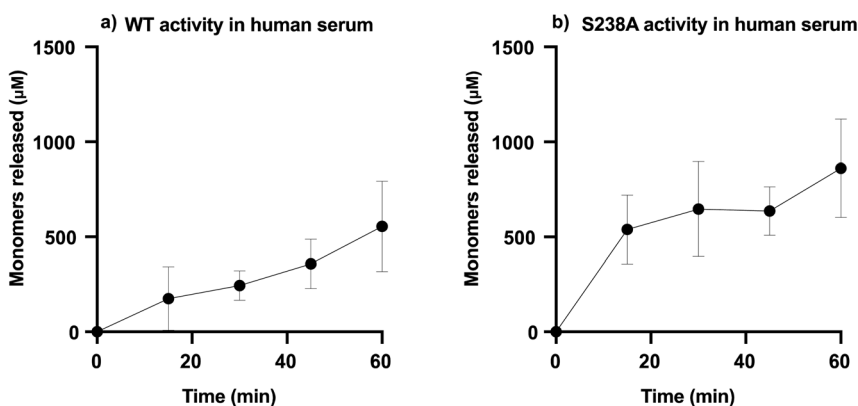 a) WT activity in human serum
1500
1000
500
0
Monomers released (µM)
0 20 40 60
Time (min)
b) S238A activity in human serum
1500
1000
500
0
Monomers released (µM)
0 20 40 60
Time (min)